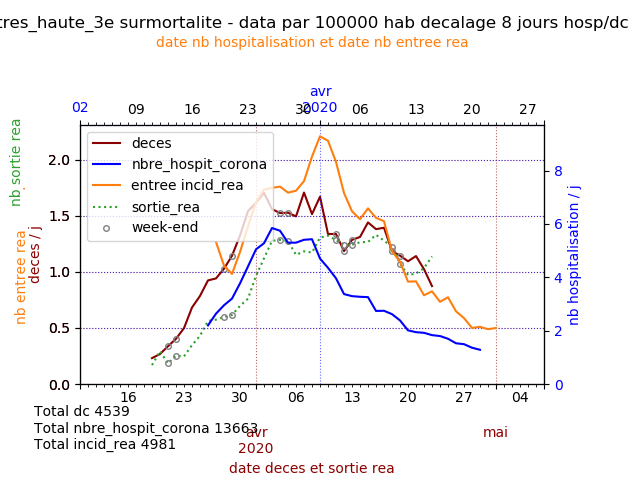 tres_haute_3e surmortalite - data par 100000 hab decalage 8 jours hosp/dc
date nb hospitalisation et date nb entree rea
avr
2020
02 09 16 23 30 06 13 20 27
nb sortie rea
nb entree rea
deces / j
nb hospitalisation / j
deces
nbre_hospit_corona
entree incid_rea
sortie_rea
week-end
2.0
1.5
1.0
0.5
0.0
8
6
4
2
0
16 23 30 06 13 20 27 04
Total dc 4539
Total nbre_hospit_corona 13663
Total incid_rea 4981
avr
2020
mai
date deces et sortie rea